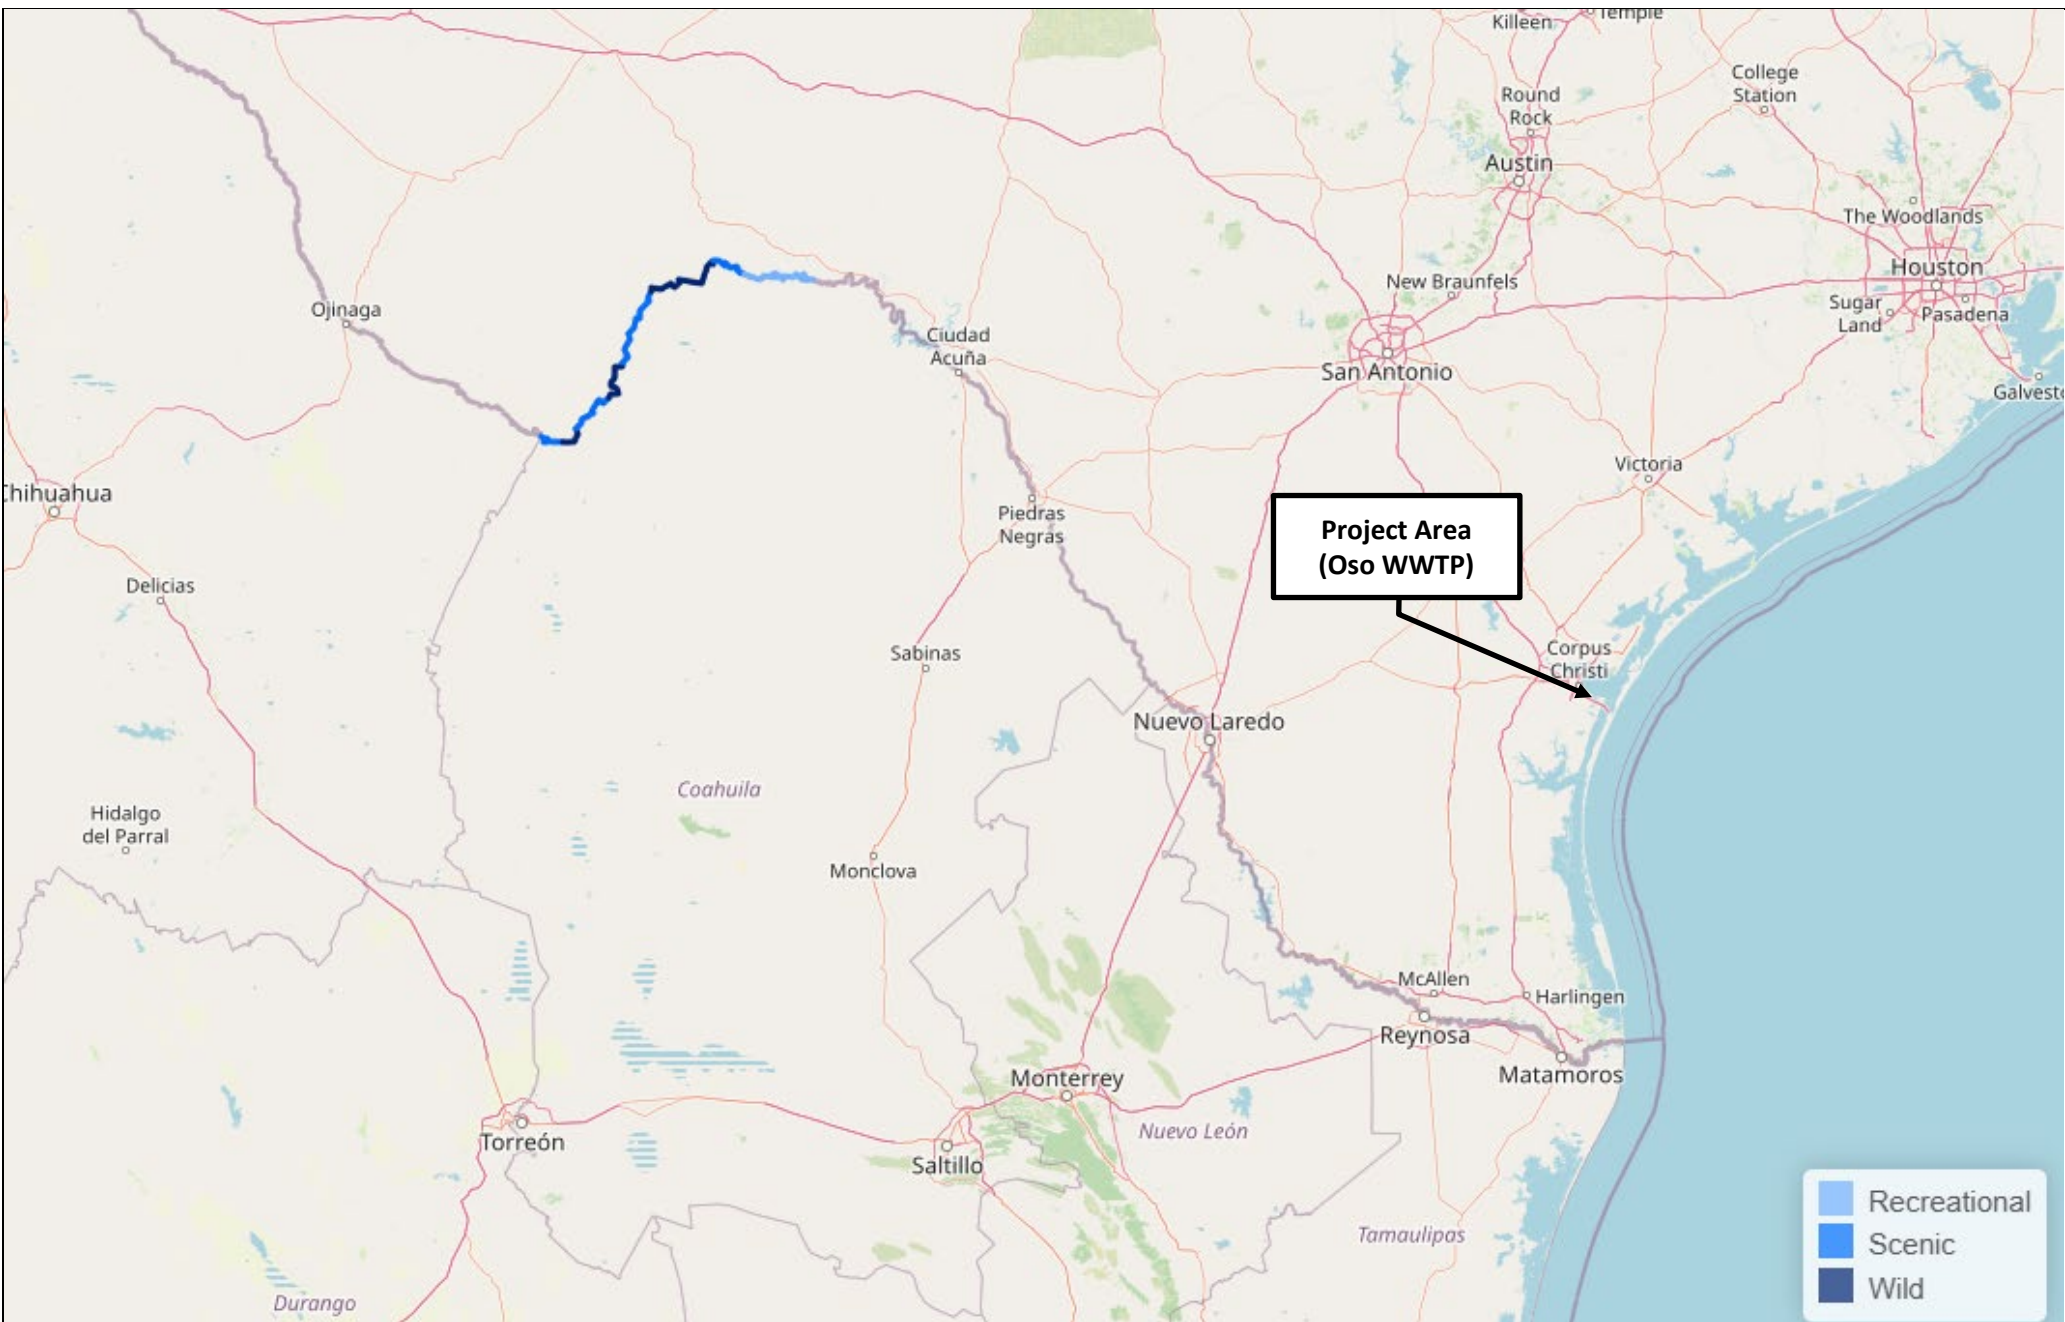 Killeen
Temple
College
Station
Round
Rock
Austin
The Woodlands
Houston
New Braunfels
Sugar
Land
Pasadena
Ojinaga
Ciudad
Acuña
San Antonio
Galvesto
Victoria
Chihuahua
Piedras
Negras
Project Area
(Oso WWTP)
Delicias
Sabinas
Corpus
Christi
Nuevo Laredo
Coahuila
Hidalgo
del Parral
Monclova
McAllen
Harlingen
Reynosa
Matamoros
Monterrey
Nuevo León
Torreón
Saltillo
Tamaulipas
Durango
Recreational
Scenic
Wild